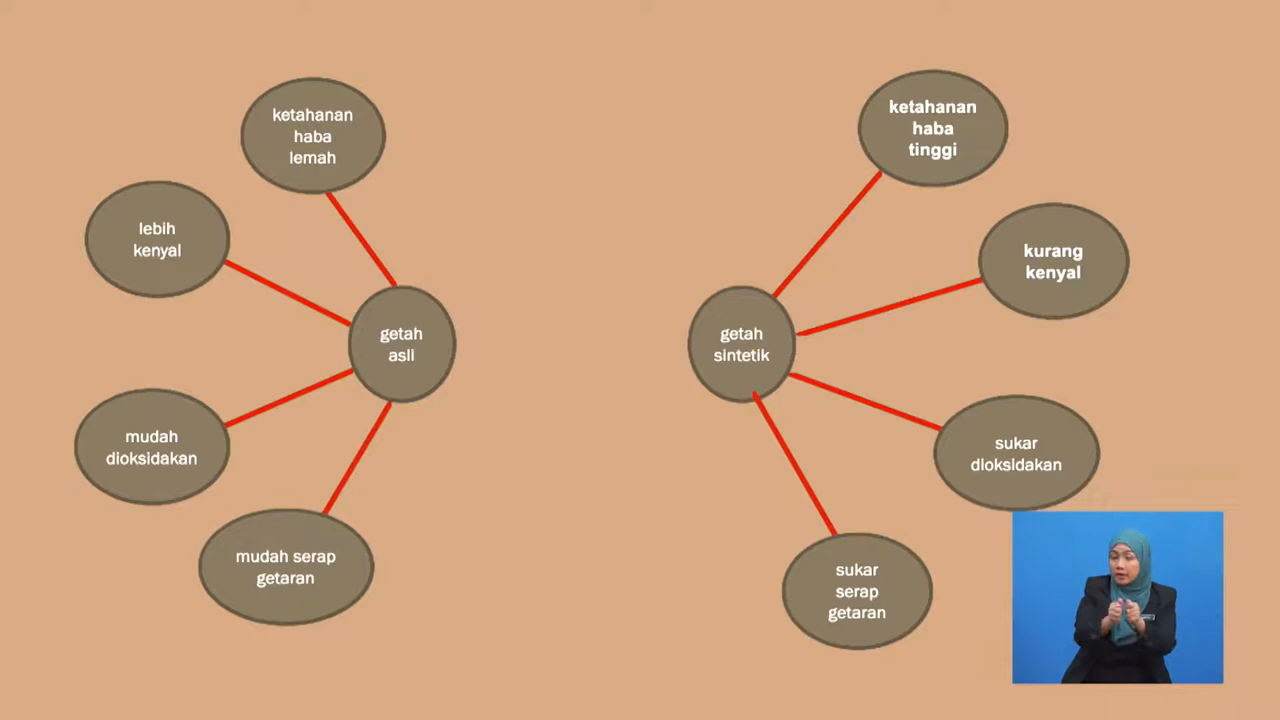 ketahanan
haba
lemah
lebih
kenyal
getah
asli
mudah
dioksidakan
mudah serap
getaran
ketahanan
haba
tinggi
kurang
kenyal
getah
sintetik
sukar
dioksidakan
sukar
serap
getaran